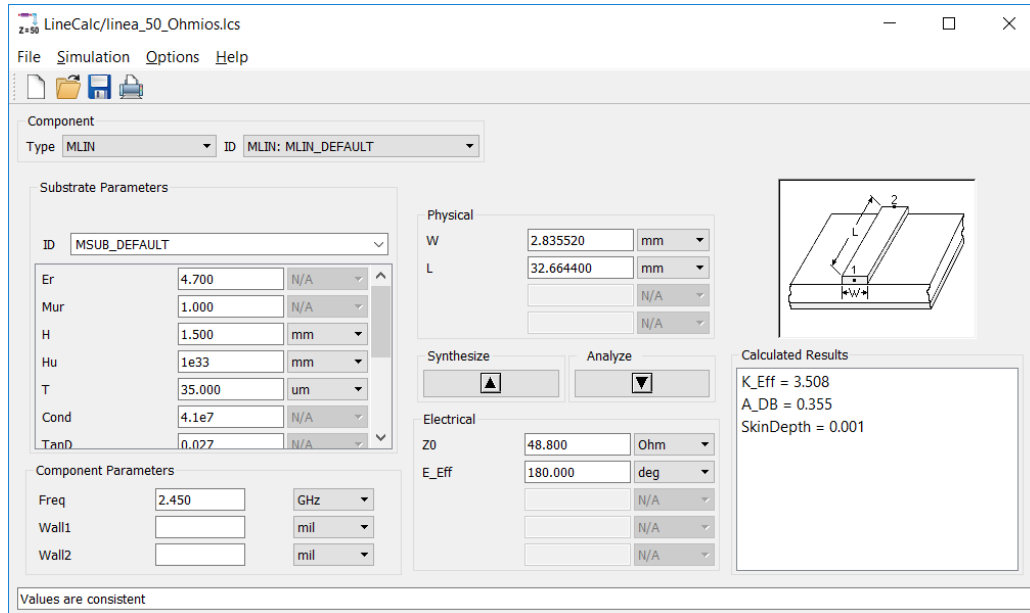 Z=50 LineCalc/linea_50_Ohmios.lcs
File Simulation Options Help
Component
Type MLIN ID MLIN: MLIN_DEFAULT
Substrate Parameters
ID MSUB_DEFAULT
Er 4.700 N/A
Mur 1.000 N/A
H 1.500 mm
Hu 1e33 mm
T 35.000 um
Cond 4.1e7 N/A
TanD 0.027 N/A
Component Parameters
Freq 2.450 GHz
Wall1 mil
Wall2 mil
Physical
W 2.835520 mm
L 32.664400 mm
N/A
N/A
Synthesize Analyze
Electrical
Z0 48.800 Ohm
E_Eff 180.000 deg
N/A
N/A
N/A
2
L
1
W
Calculated Results
K_Eff = 3.508
A_DB = 0.355
SkinDepth = 0.001
Values are consistent